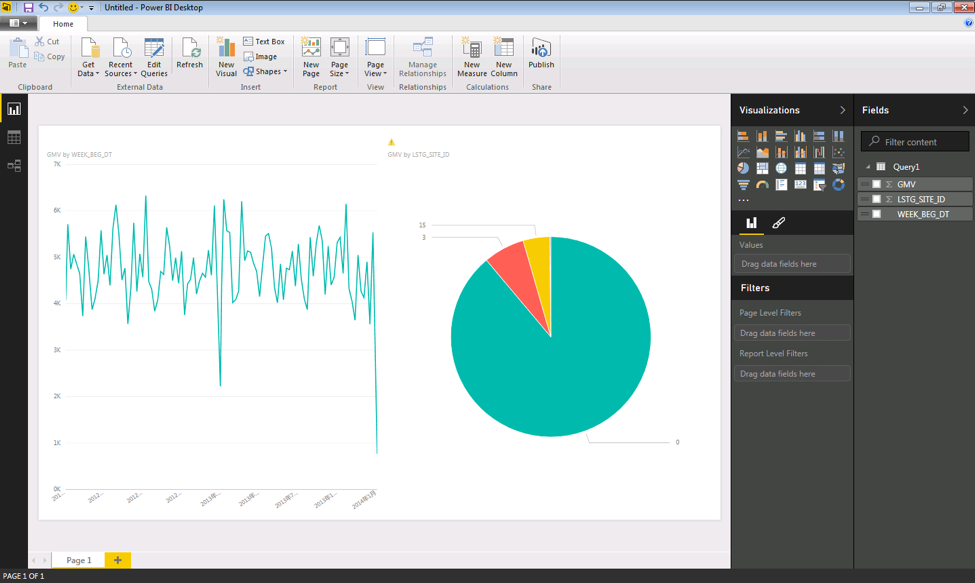 Untitled - Power BI Desktop
Home
Paste
Cut
Copy
Clipboard
Get Data
Recent Sources
Edit Queries
Refresh
External Data
New Visual
Text Box
Image
Shapes
Insert
New Page
Page Size
Report
Page View
View
Manage Relationships
Relationships
New Measure
New Column
Calculations
Publish
Share
GMV by WEEK_BEG_DT
7K
6K
5K
4K
3K
2K
1K
0K
201...
2012...
2012...
2012...
2013年...
2013年...
2013年7...
2013年1...
2014年1月
GMV by LSTG_SITE_ID
15
3
0
Visualizations
Values
Drag data fields here
Filters
Page Level Filters
Drag data fields here
Report Level Filters
Drag data fields here
Fields
Filter content
Query1
Σ GMV
Σ LSTG_SITE_ID
WEEK_BEG_DT
Page 1
PAGE 1 OF 1